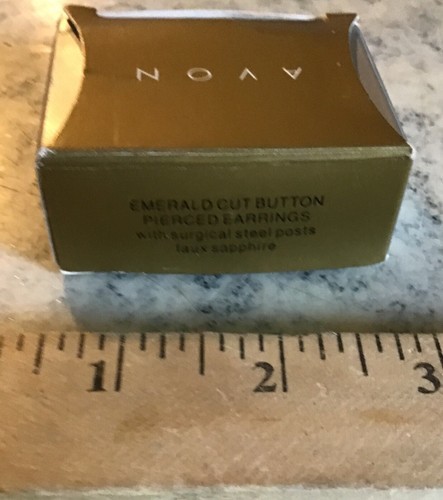 AVON
EMERALD CUT BUTTON
PIERCED EARRINGS
with surgical steel posts
faux sapphire
1 2 3